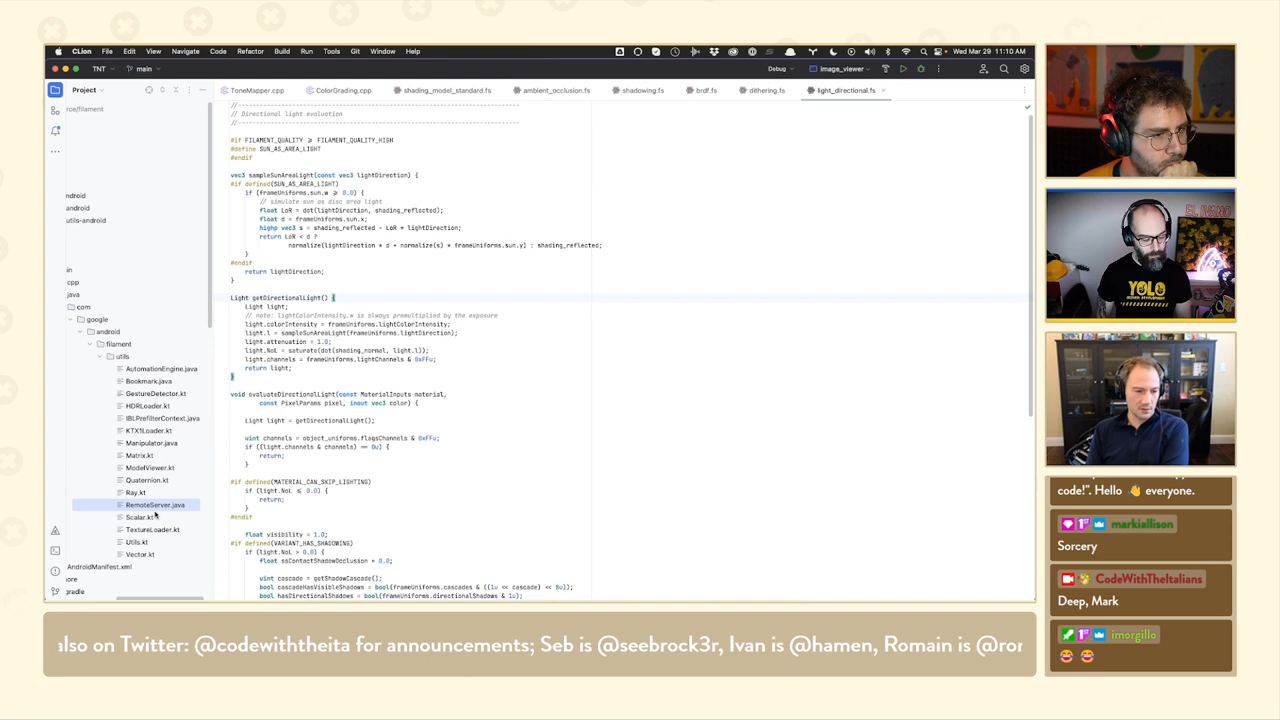 CLion File Edit View Navigate Code Refactor Build Run Tools Git Window Help
Wed Mar 29 11:10 AM
TNT main
Debug image_viewer
Project
ToneMapper.cpp ColorGrading.cpp shading_model_standard.fs ambient_occlusion.fs shadowing.fs brdf.fs dithering.fs light_directional.fs
rce/filament
android
android
utils-android
in
cpp
java
com
google
android
filament
utils
AutomationEngine.java
Bookmark.java
GestureDetector.kt
HDRLoader.kt
IBLPrefilterContext.java
KTX1Loader.kt
Manipulator.java
Matrix.kt
ModelViewer.kt
Quaternion.kt
Ray.kt
RemoteServer.java
Scalar.kt
TextureLoader.kt
Utils.kt
Vector.kt
AndroidManifest.xml
ore
gradle
//------------------------------------------------------------------------------
// Directional light evaluation
//------------------------------------------------------------------------------
#if FILAMENT_QUALITY ≥ FILAMENT_QUALITY_HIGH
#define SUN_AS_AREA_LIGHT
#endif
vec3 sampleSunAreaLight(const vec3 lightDirection) {
#if defined(SUN_AS_AREA_LIGHT)
if (frameUniforms.sun.w ≥ 0.0) {
// simulate sun as disc area light
float LoR = dot(lightDirection, shading_reflected);
float d = frameUniforms.sun.x;
highp vec3 s = shading_reflected - LoR * lightDirection;
return LoR < d ?
normalize(lightDirection * d + normalize(s) * frameUniforms.sun.y) : shading_reflected;
}
#endif
return lightDirection;
}
Light getDirectionalLight() {
Light light;
// note: lightColorIntensity.w is always premultiplied by the exposure
light.colorIntensity = frameUniforms.lightColorIntensity;
light.l = sampleSunAreaLight(frameUniforms.lightDirection);
light.attenuation = 1.0;
light.NoL = saturate(dot(shading_normal, light.l));
light.channels = frameUniforms.lightChannels & 0xFFu;
return light;
}
void evaluateDirectionalLight(const MaterialInputs material,
const PixelParams pixel, inout vec3 color) {
Light light = getDirectionalLight();
uint channels = object_uniforms.flagsChannels & 0xFFu;
if ((light.channels & channels) == 0u) {
return;
}
#if defined(MATERIAL_CAN_SKIP_LIGHTING)
if (light.NoL ≤ 0.0) {
return;
}
#endif
float visibility = 1.0;
#if defined(VARIANT_HAS_SHADOWING)
if (light.NoL > 0.0) {
float ssContactShadowOcclusion = 0.0;
uint cascade = getShadowCascade();
bool cascadeHasVisibleShadows = bool(frameUniforms.cascades & ((1u << cascade) << 8u));
bool hasDirectionalShadows = bool(frameUniforms.directionalShadows & 1u);
EL IVANO
YOLO
code!". Hello 👋 everyone.
markiallison
Sorcery
CodeWithTheItalians
Deep, Mark
imorgillo
😂 😂
also on Twitter: @codewiththeita for announcements; Seb is @seebrock3r, Ivan is @hamen, Romain is @ror